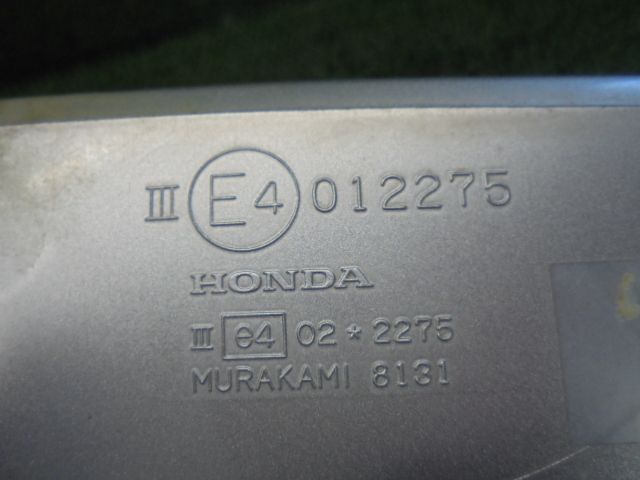 III E4 012275
HONDA
III e4 02 * 2275
MURAKAMI 8131